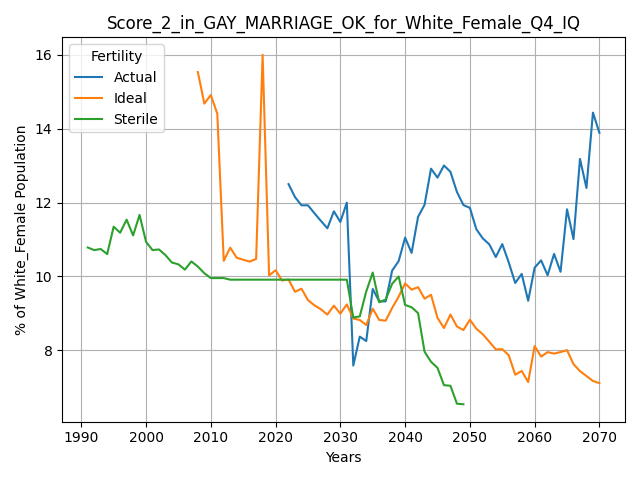 Score_2_in_GAY_MARRIAGE_OK_for_White_Female_Q4_IQ
Fertility
Actual
Ideal
Sterile
% of White_Female Population
16
14
12
10
8
1990 2000 2010 2020 2030 2040 2050 2060 2070
Years